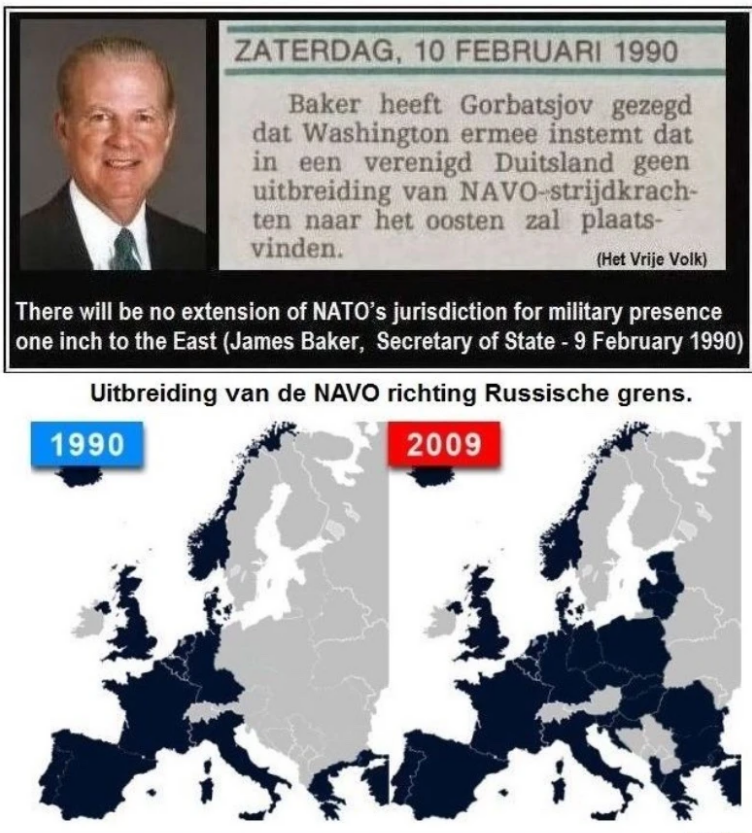 ZATERDAG, 10 FEBRUARI 1990
Baker heeft Gorbatsjov gezegd
dat Washington ermee instemt dat
in een verenigd Duitsland geen
uitbreiding van NAVO-strijdkrach-
ten naar het oosten zal plaats-
vinden.
(Het Vrije Volk)
There will be no extension of NATO's jurisdiction for military presence
one inch to the East (James Baker, Secretary of State - 9 February 1990)
Uitbreiding van de NAVO richting Russische grens.
1990
2009